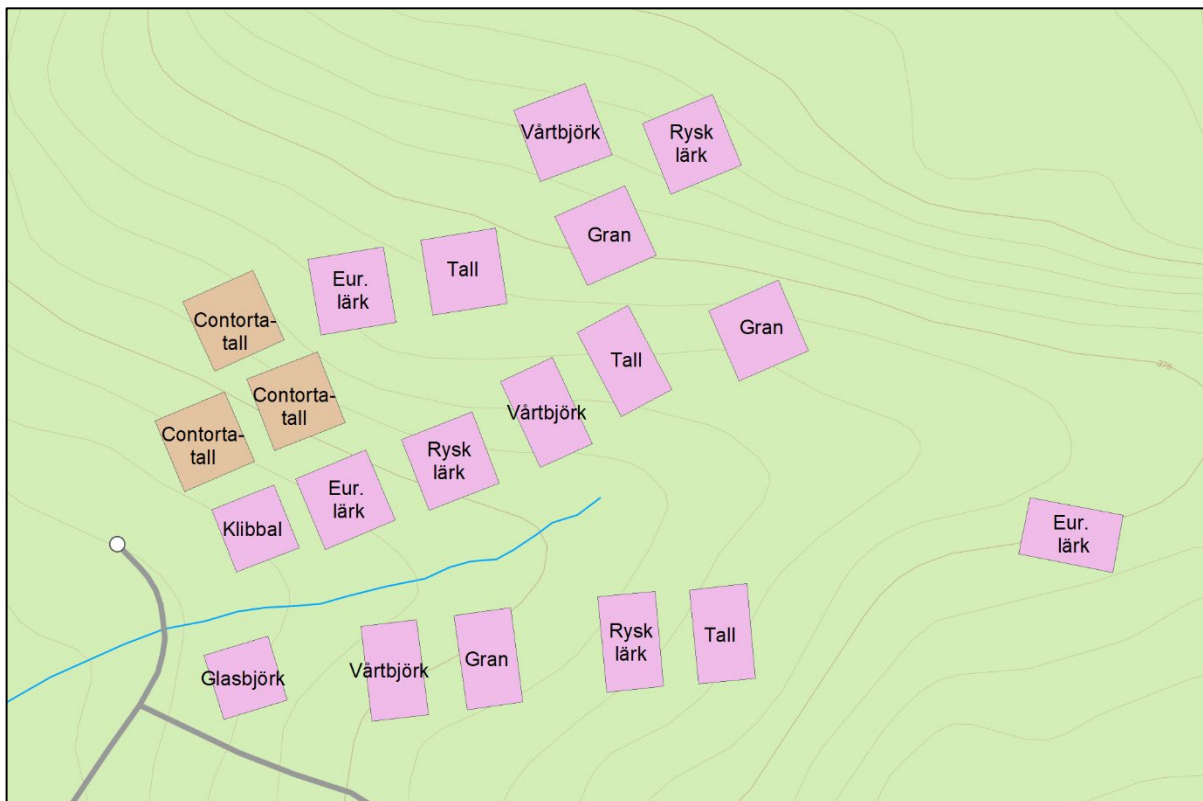 Vårtbjörk
Rysk
lärk
Gran
Eur.
lärk
Tall
Contorta-
tall
Gran
Tall
Contorta-
tall
Vårtbjörk
Contorta-
tall
Rysk
lärk
Eur.
lärk
Klibbal
Eur.
lärk
Rysk
lärk
Tall
Glasbjörk
Vårtbjörk
Gran